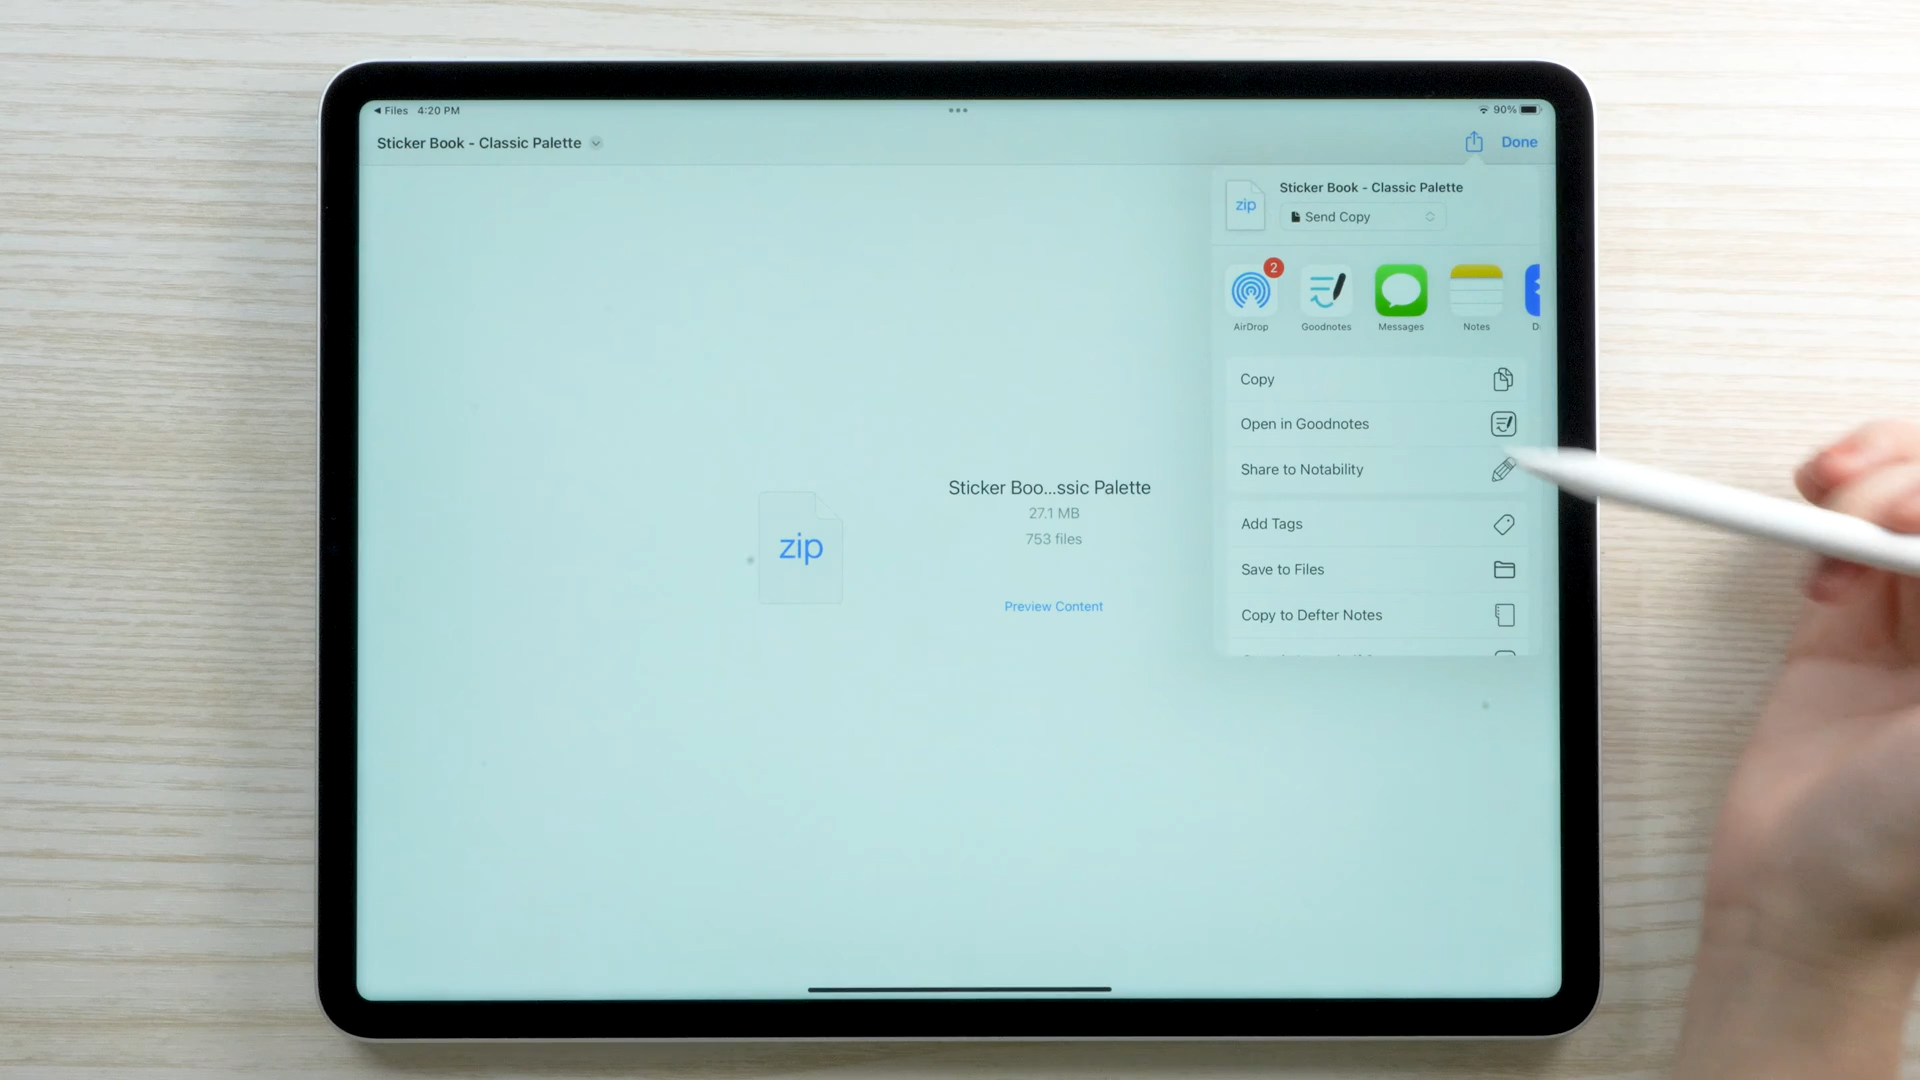 Files 4:20 PM
90%
Sticker Book - Classic Palette
Done
zip
Sticker Book - Classic Palette
Send Copy
2
AirDrop
Goodnotes
Messages
Notes
D
Copy
Open in Goodnotes
Share to Notability
Add Tags
Save to Files
Copy to Defter Notes
zip
Sticker Boo...ssic Palette
27.1 MB
753 files
Preview Content